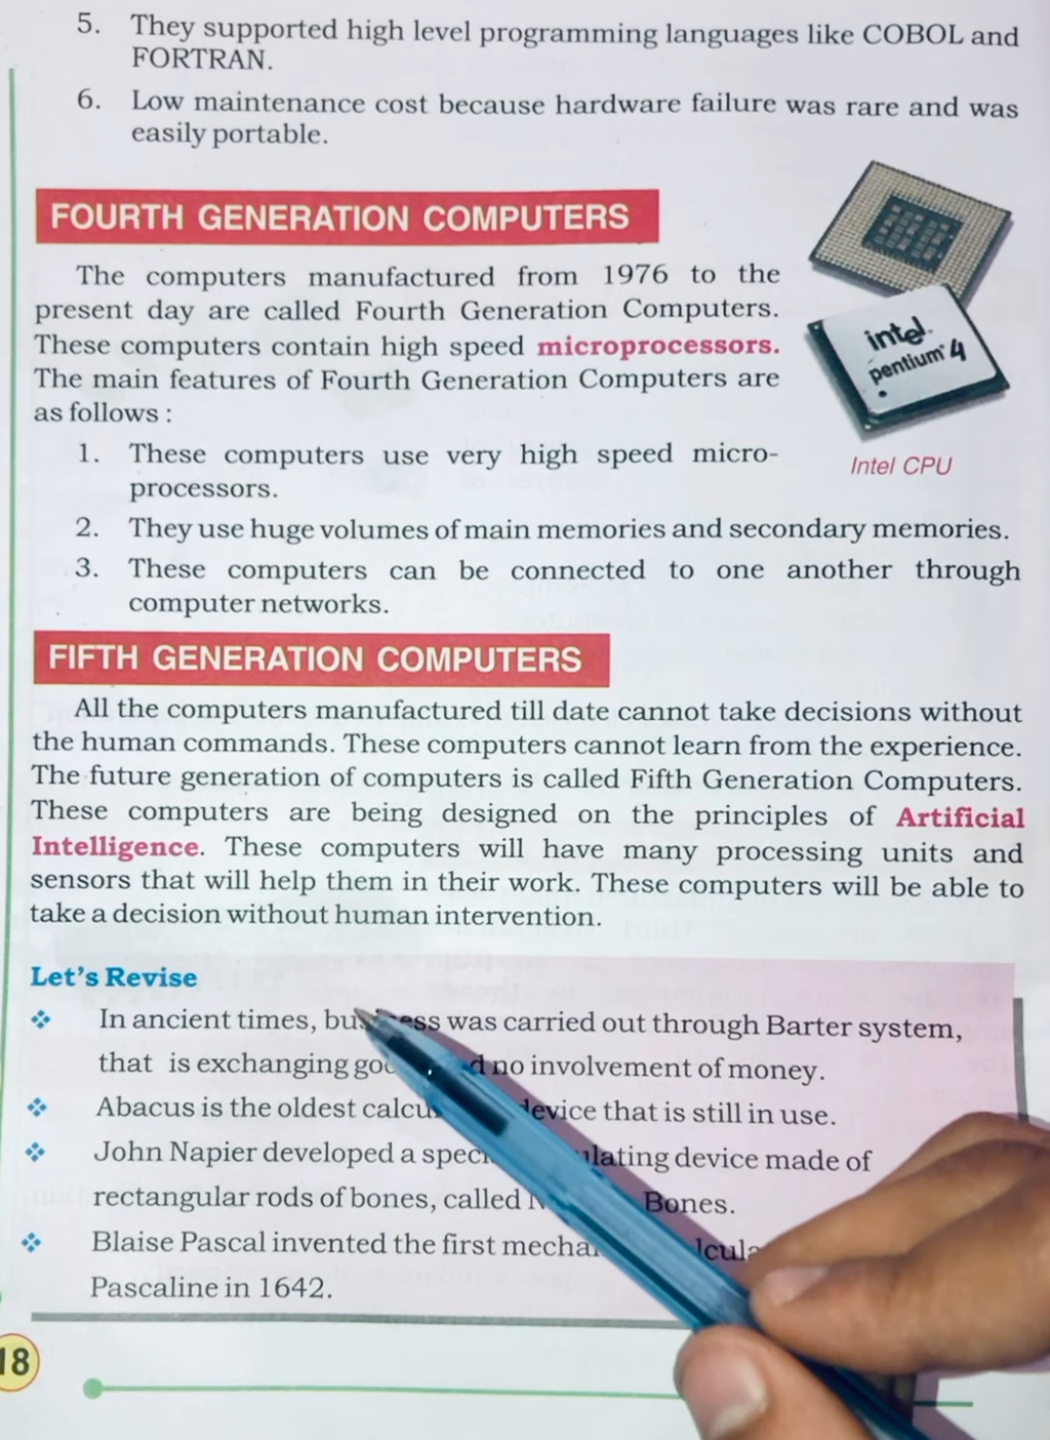 5. They supported high level programming languages like COBOL and
FORTRAN.
6. Low maintenance cost because hardware failure was rare and was
easily portable.
FOURTH GENERATION COMPUTERS
The computers manufactured from 1976 to the
present day are called Fourth Generation Computers.
These computers contain high speed microprocessors.
The main features of Fourth Generation Computers are
as follows :
intel
pentium 4
Intel CPU
1. These computers use very high speed micro-
processors.
2. They use huge volumes of main memories and secondary memories.
3. These computers can be connected to one another through
computer networks.
FIFTH GENERATION COMPUTERS
All the computers manufactured till date cannot take decisions without
the human commands. These computers cannot learn from the experience.
The future generation of computers is called Fifth Generation Computers.
These computers are being designed on the principles of Artificial
Intelligence. These computers will have many processing units and
sensors that will help them in their work. These computers will be able to
take a decision without human intervention.
Let's Revise
In ancient times, business was carried out through Barter system,
that is exchanging no involvement of money.
Abacus is the oldest device that is still in use.
John Napier developed a device made of
rectangular rods of bones, called Bones.
Blaise Pascal invented the first
Pascaline in 1642.
18